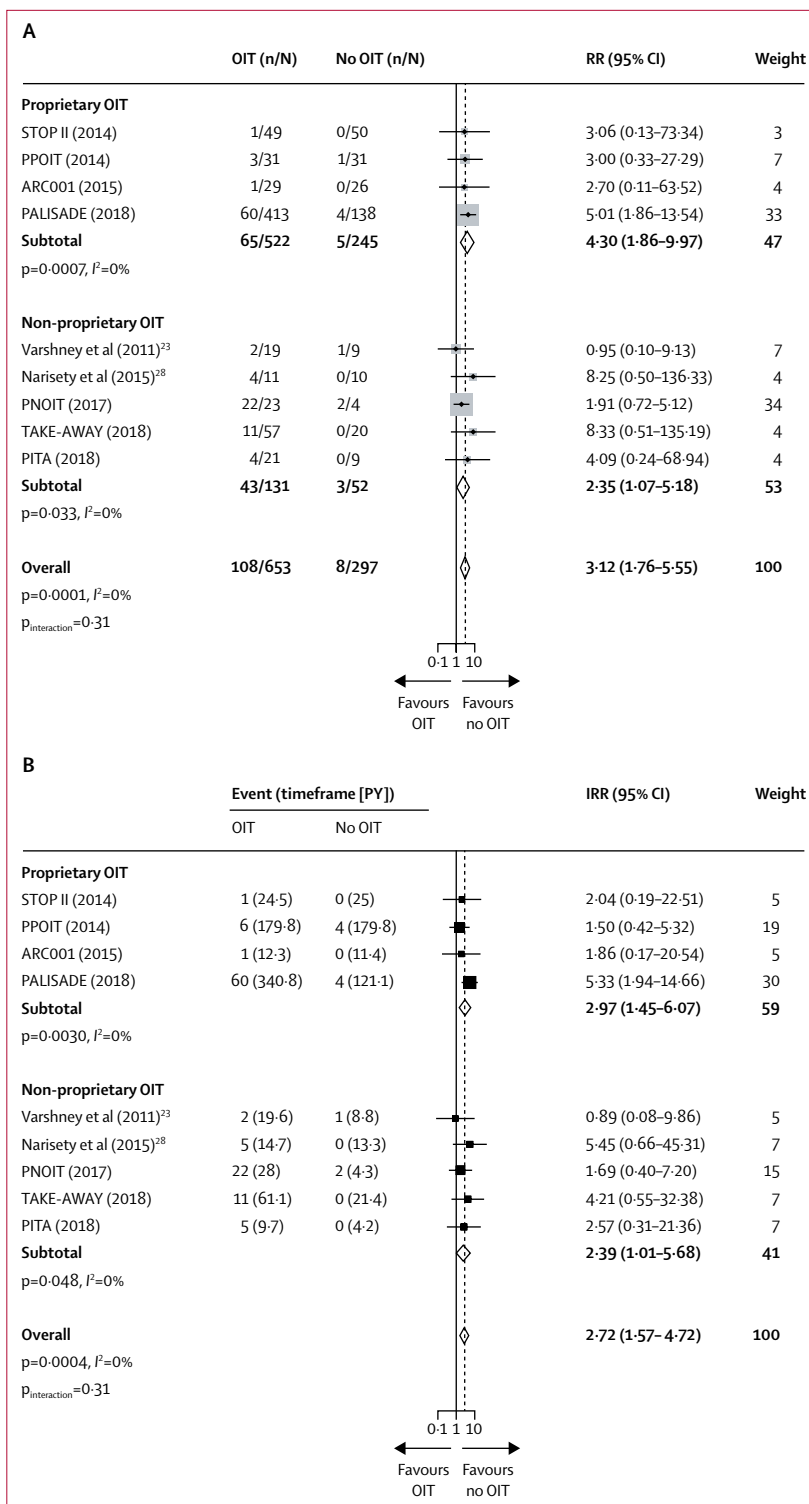 A
OIT (n/N) No OIT (n/N) RR (95% CI) Weight
Proprietary OIT
STOP II (2014) 1/49 0/50 3·06 (0·13–73·34) 3
PPOIT (2014) 3/31 1/31 3·00 (0·33–27·29) 7
ARC001 (2015) 1/29 0/26 2·70 (0·11–63·52) 4
PALISADE (2018) 60/413 4/138 5·01 (1·86–13·54) 33
Subtotal 65/522 5/245 4·30 (1·86–9·97) 47
p=0·0007, I²=0%
Non-proprietary OIT
Varshney et al (2011)²³ 2/19 1/9 0·95 (0·10–9·13) 7
Narisety et al (2015)²⁸ 4/11 0/10 8·25 (0·50–136·33) 4
PNOIT (2017) 22/23 2/4 1·91 (0·72–5·12) 34
TAKE-AWAY (2018) 11/57 0/20 8·33 (0·51–135·19) 4
PITA (2018) 4/21 0/9 4·09 (0·24–68·94) 4
Subtotal 43/131 3/52 2·35 (1·07–5·18) 53
p=0·033, I²=0%
Overall 108/653 8/297 3·12 (1·76–5·55) 100
p=0·0001, I²=0%
p interaction=0·31
0·1 1 10
Favours Favours
OIT no OIT
B
Event (timeframe [PY]) IRR (95% CI) Weight
OIT No OIT
Proprietary OIT
STOP II (2014) 1 (24·5) 0 (25) 2·04 (0·19–22·51) 5
PPOIT (2014) 6 (179·8) 4 (179·8) 1·50 (0·42–5·32) 19
ARC001 (2015) 1 (12·3) 0 (11·4) 1·86 (0·17–20·54) 5
PALISADE (2018) 60 (340·8) 4 (121·1) 5·33 (1·94–14·66) 30
Subtotal 2·97 (1·45–6·07) 59
p=0·0030, I²=0%
Non-proprietary OIT
Varshney et al (2011)²³ 2 (19·6) 1 (8·8) 0·89 (0·08–9·86) 5
Narisety et al (2015)²⁸ 5 (14·7) 0 (13·3) 5·45 (0·66–45·31) 7
PNOIT (2017) 22 (28) 2 (4·3) 1·69 (0·40–7·20) 15
TAKE-AWAY (2018) 11 (61·1) 0 (21·4) 4·21 (0·55–32·38) 7
PITA (2018) 5 (9·7) 0 (4·2) 2·57 (0·31–21·36) 7
Subtotal 2·39 (1·01–5·68) 41
p=0·048, I²=0%
Overall 2·72 (1·57– 4·72) 100
p=0·0004, I²=0%
p interaction=0·31
0·1 1 10
Favours Favours
OIT no OIT